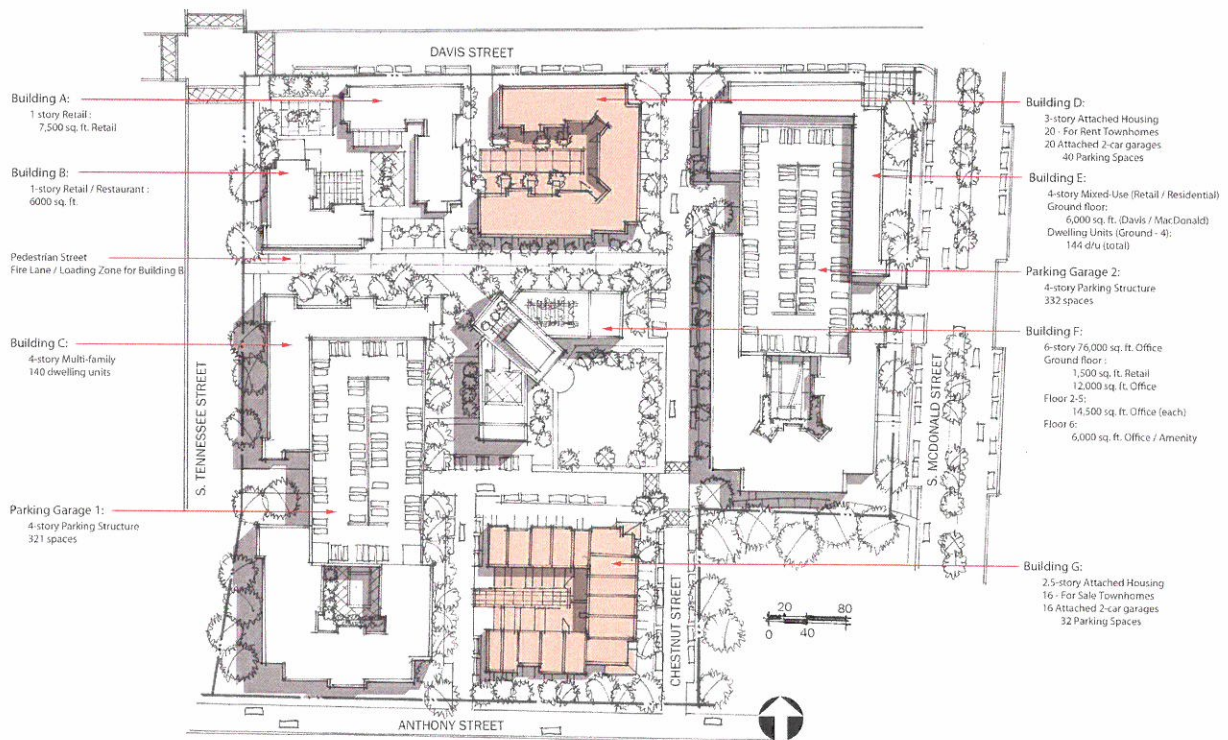 DAVIS STREET
Building A:
1 story Retail :
7,500 sq. ft. Retail
Building B:
1-story Retail / Restaurant :
6000 sq. ft.
Pedestrian Street
Fire Lane / Loading Zone for Building B
Building C:
4-story Multi-family
140 dwelling units
S. TENNESSEE STREET
Parking Garage 1:
4-story Parking Structure
321 spaces
Building D:
3-story Attached Housing
20 - For Rent Townhomes
20 Attached 2-car garages
40 Parking Spaces
Building E:
4-story Mixed-Use (Retail / Residential)
Ground floor:
6,000 sq. ft. (Davis / MacDonald)
Dwelling Units (Ground - 4):
144 d/u (total)
Parking Garage 2:
4-story Parking Structure
332 spaces
Building F:
6-story 76,000 sq. ft. Office
Ground floor :
1,500 sq. ft. Retail
12,000 sq. ft. Office
Floor 2-5:
14,500 sq. ft. Office (each)
Floor 6:
6,000 sq. ft. Office / Amenity
S. MCDONALD STREET
Building G:
2.5-story Attached Housing
16 - For Sale Townhomes
16 Attached 2-car garages
32 Parking Spaces
CHESTNUT STREET
20 80
0 40
ANTHONY STREET